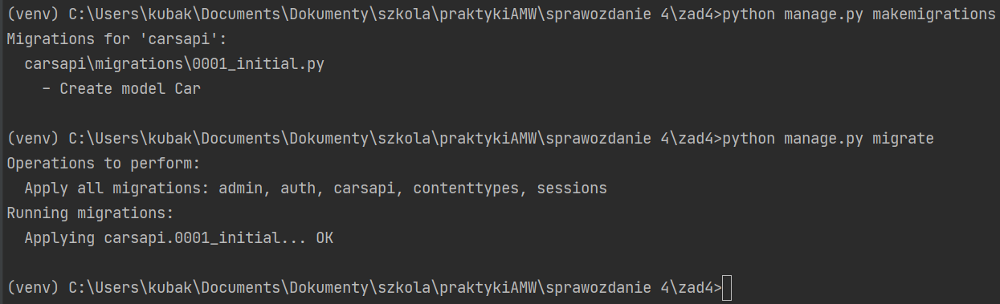 (venv) C:\Users\kubak\Documents\Dokumenty\szkola\praktykiAMW\sprawozdanie 4\zad4>python manage.py makemigrations
Migrations for 'carsapi':
  carsapi\migrations\0001_initial.py
    - Create model Car
(venv) C:\Users\kubak\Documents\Dokumenty\szkola\praktykiAMW\sprawozdanie 4\zad4>python manage.py migrate
Operations to perform:
  Apply all migrations: admin, auth, carsapi, contenttypes, sessions
Running migrations:
  Applying carsapi.0001_initial... OK
(venv) C:\Users\kubak\Documents\Dokumenty\szkola\praktykiAMW\sprawozdanie 4\zad4>